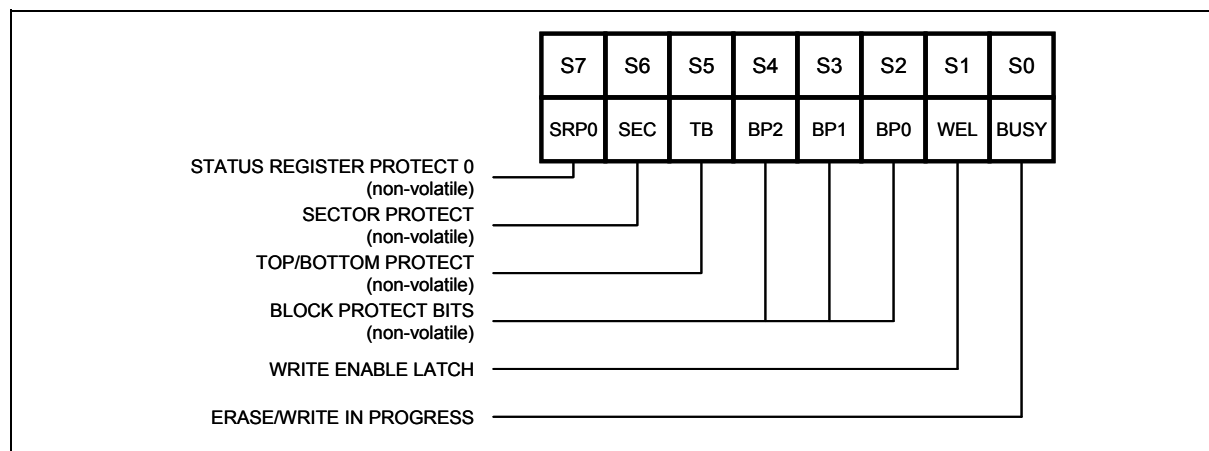 S7 S6 S5 S4 S3 S2 S1 S0
SRP0 SEC TB BP2 BP1 BP0 WEL BUSY
STATUS REGISTER PROTECT 0
(non-volatile)
SECTOR PROTECT
(non-volatile)
TOP/BOTTOM PROTECT
(non-volatile)
BLOCK PROTECT BITS
(non-volatile)
WRITE ENABLE LATCH
ERASE/WRITE IN PROGRESS